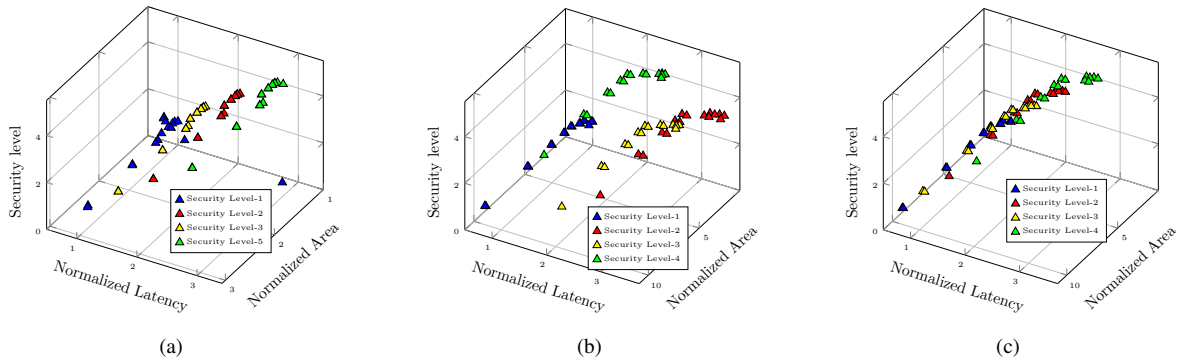 4
2
0
Security level
1
2
3
Normalized Latency
3
2
1
Normalized Area
Security Level-1
Security Level-2
Security Level-3
Security Level-5
(a)
4
2
0
Security level
1
2
3
Normalized Latency
10
5
Normalized Area
Security Level-1
Security Level-2
Security Level-3
Security Level-4
(b)
4
2
0
Security level
1
2
3
Normalized Latency
10
5
Normalized Area
Security Level-1
Security Level-2
Security Level-3
Security Level-4
(c)